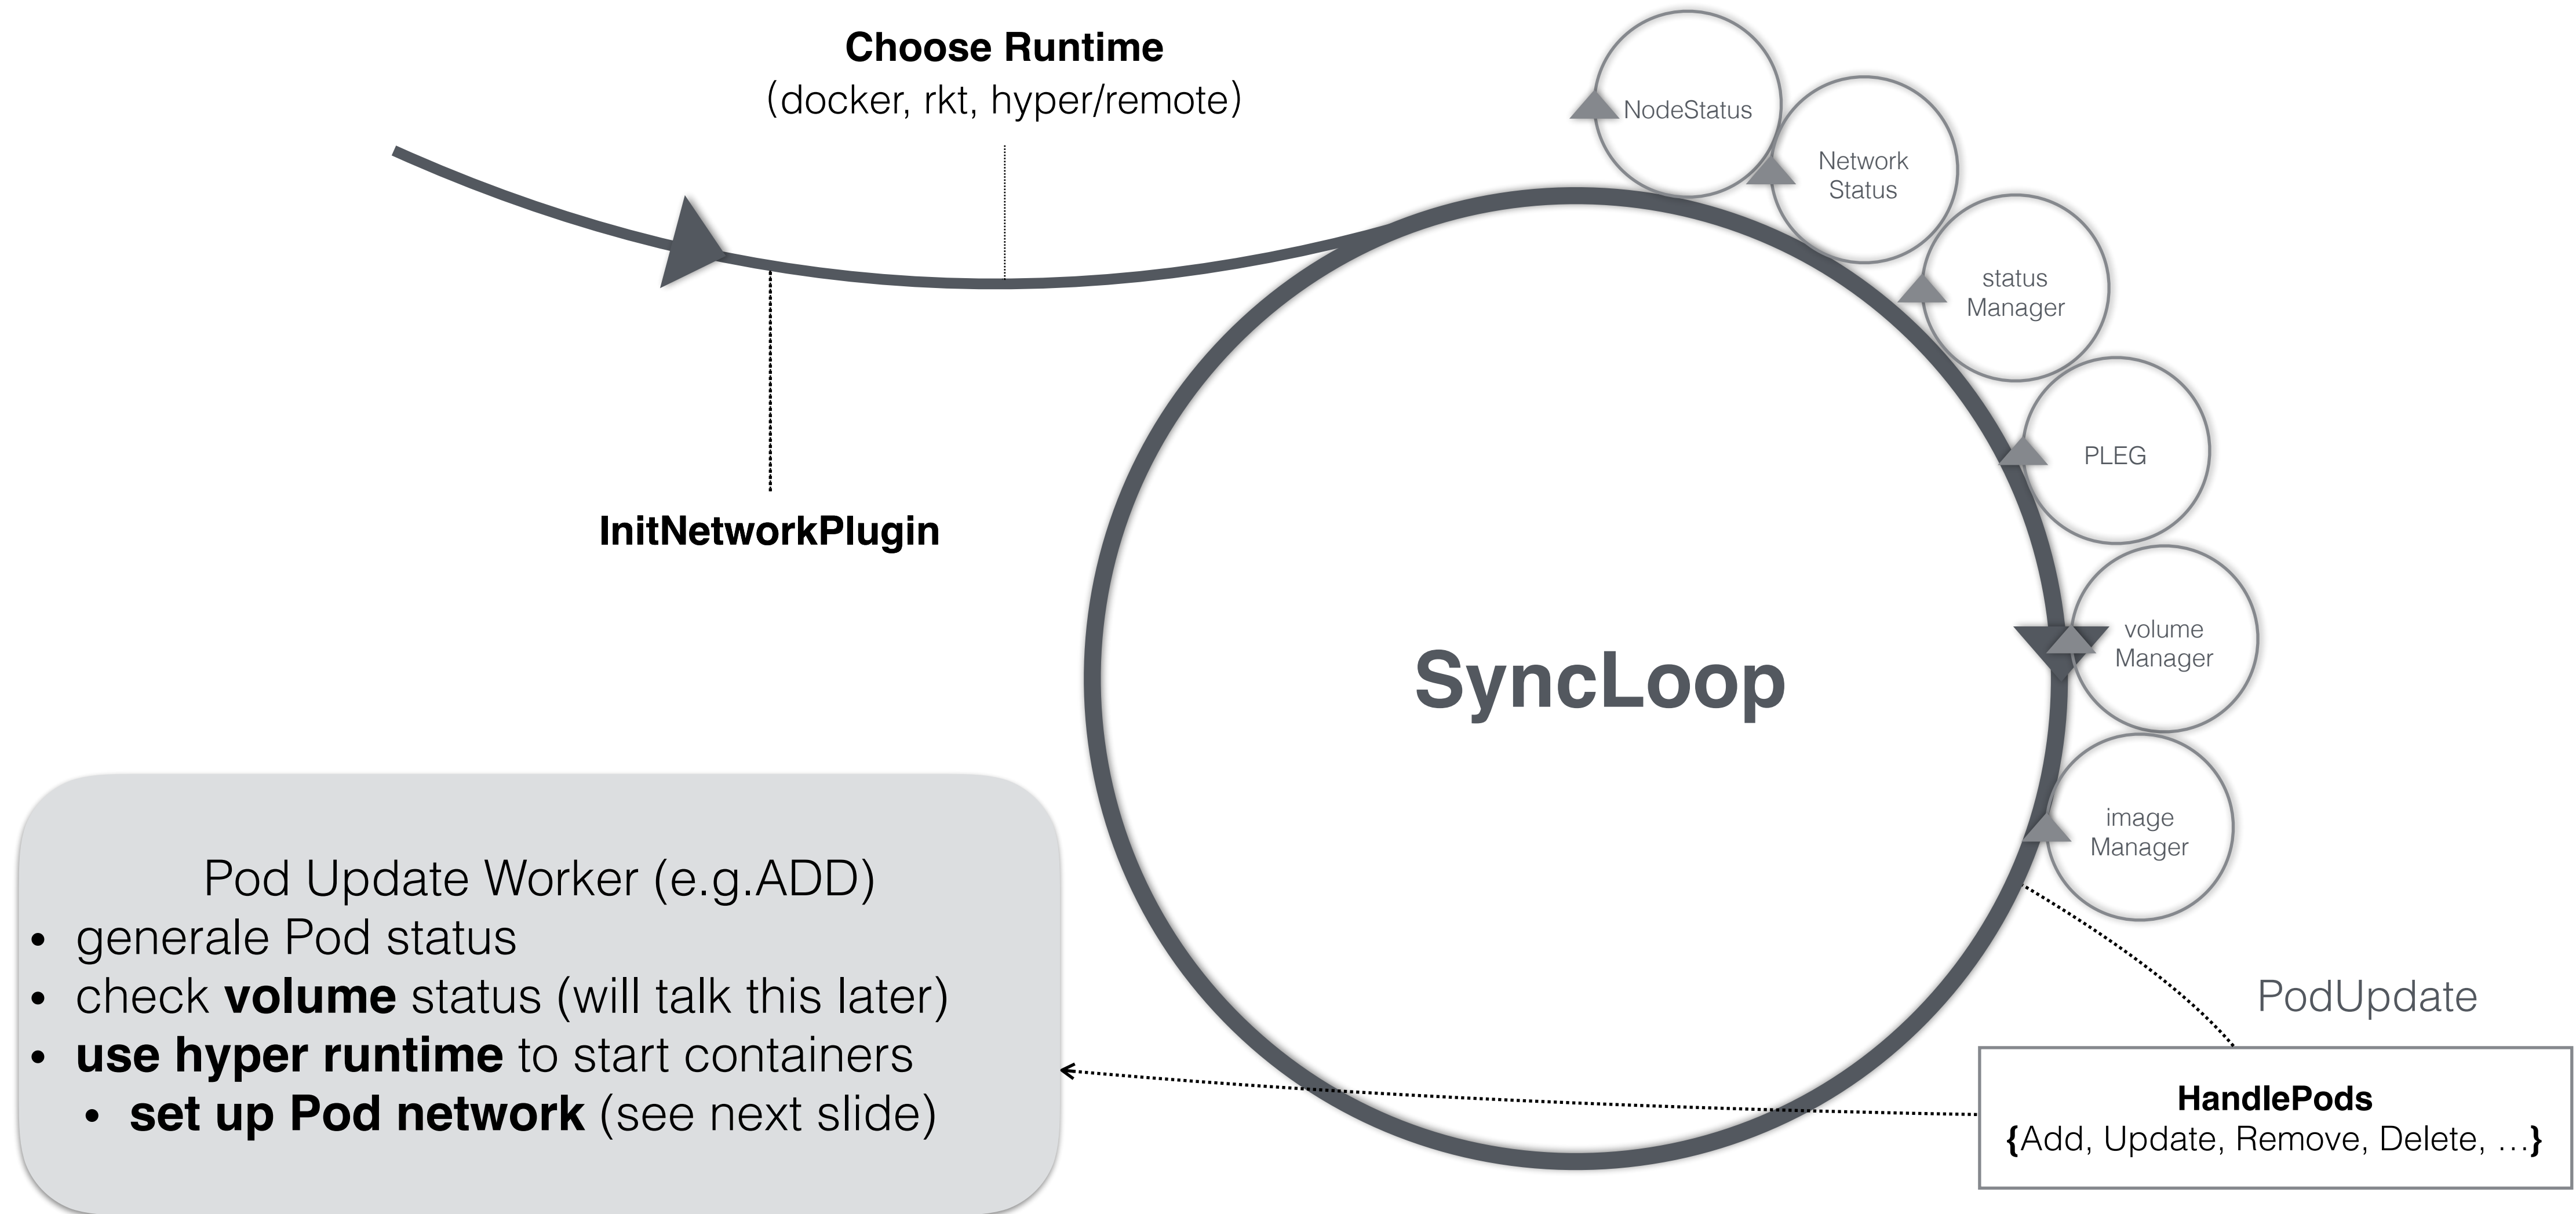 Choose Runtime
(docker, rkt, hyper/remote)
NodeStatus
Network
Status
status
Manager
PLEG
InitNetworkPlugin
volume
Manager
SyncLoop
image
Manager
Pod Update Worker (e.g.ADD)
• generale Pod status
• check volume status (will talk this later)
• use hyper runtime to start containers
• set up Pod network (see next slide)
PodUpdate
HandlePods
{Add, Update, Remove, Delete, …}